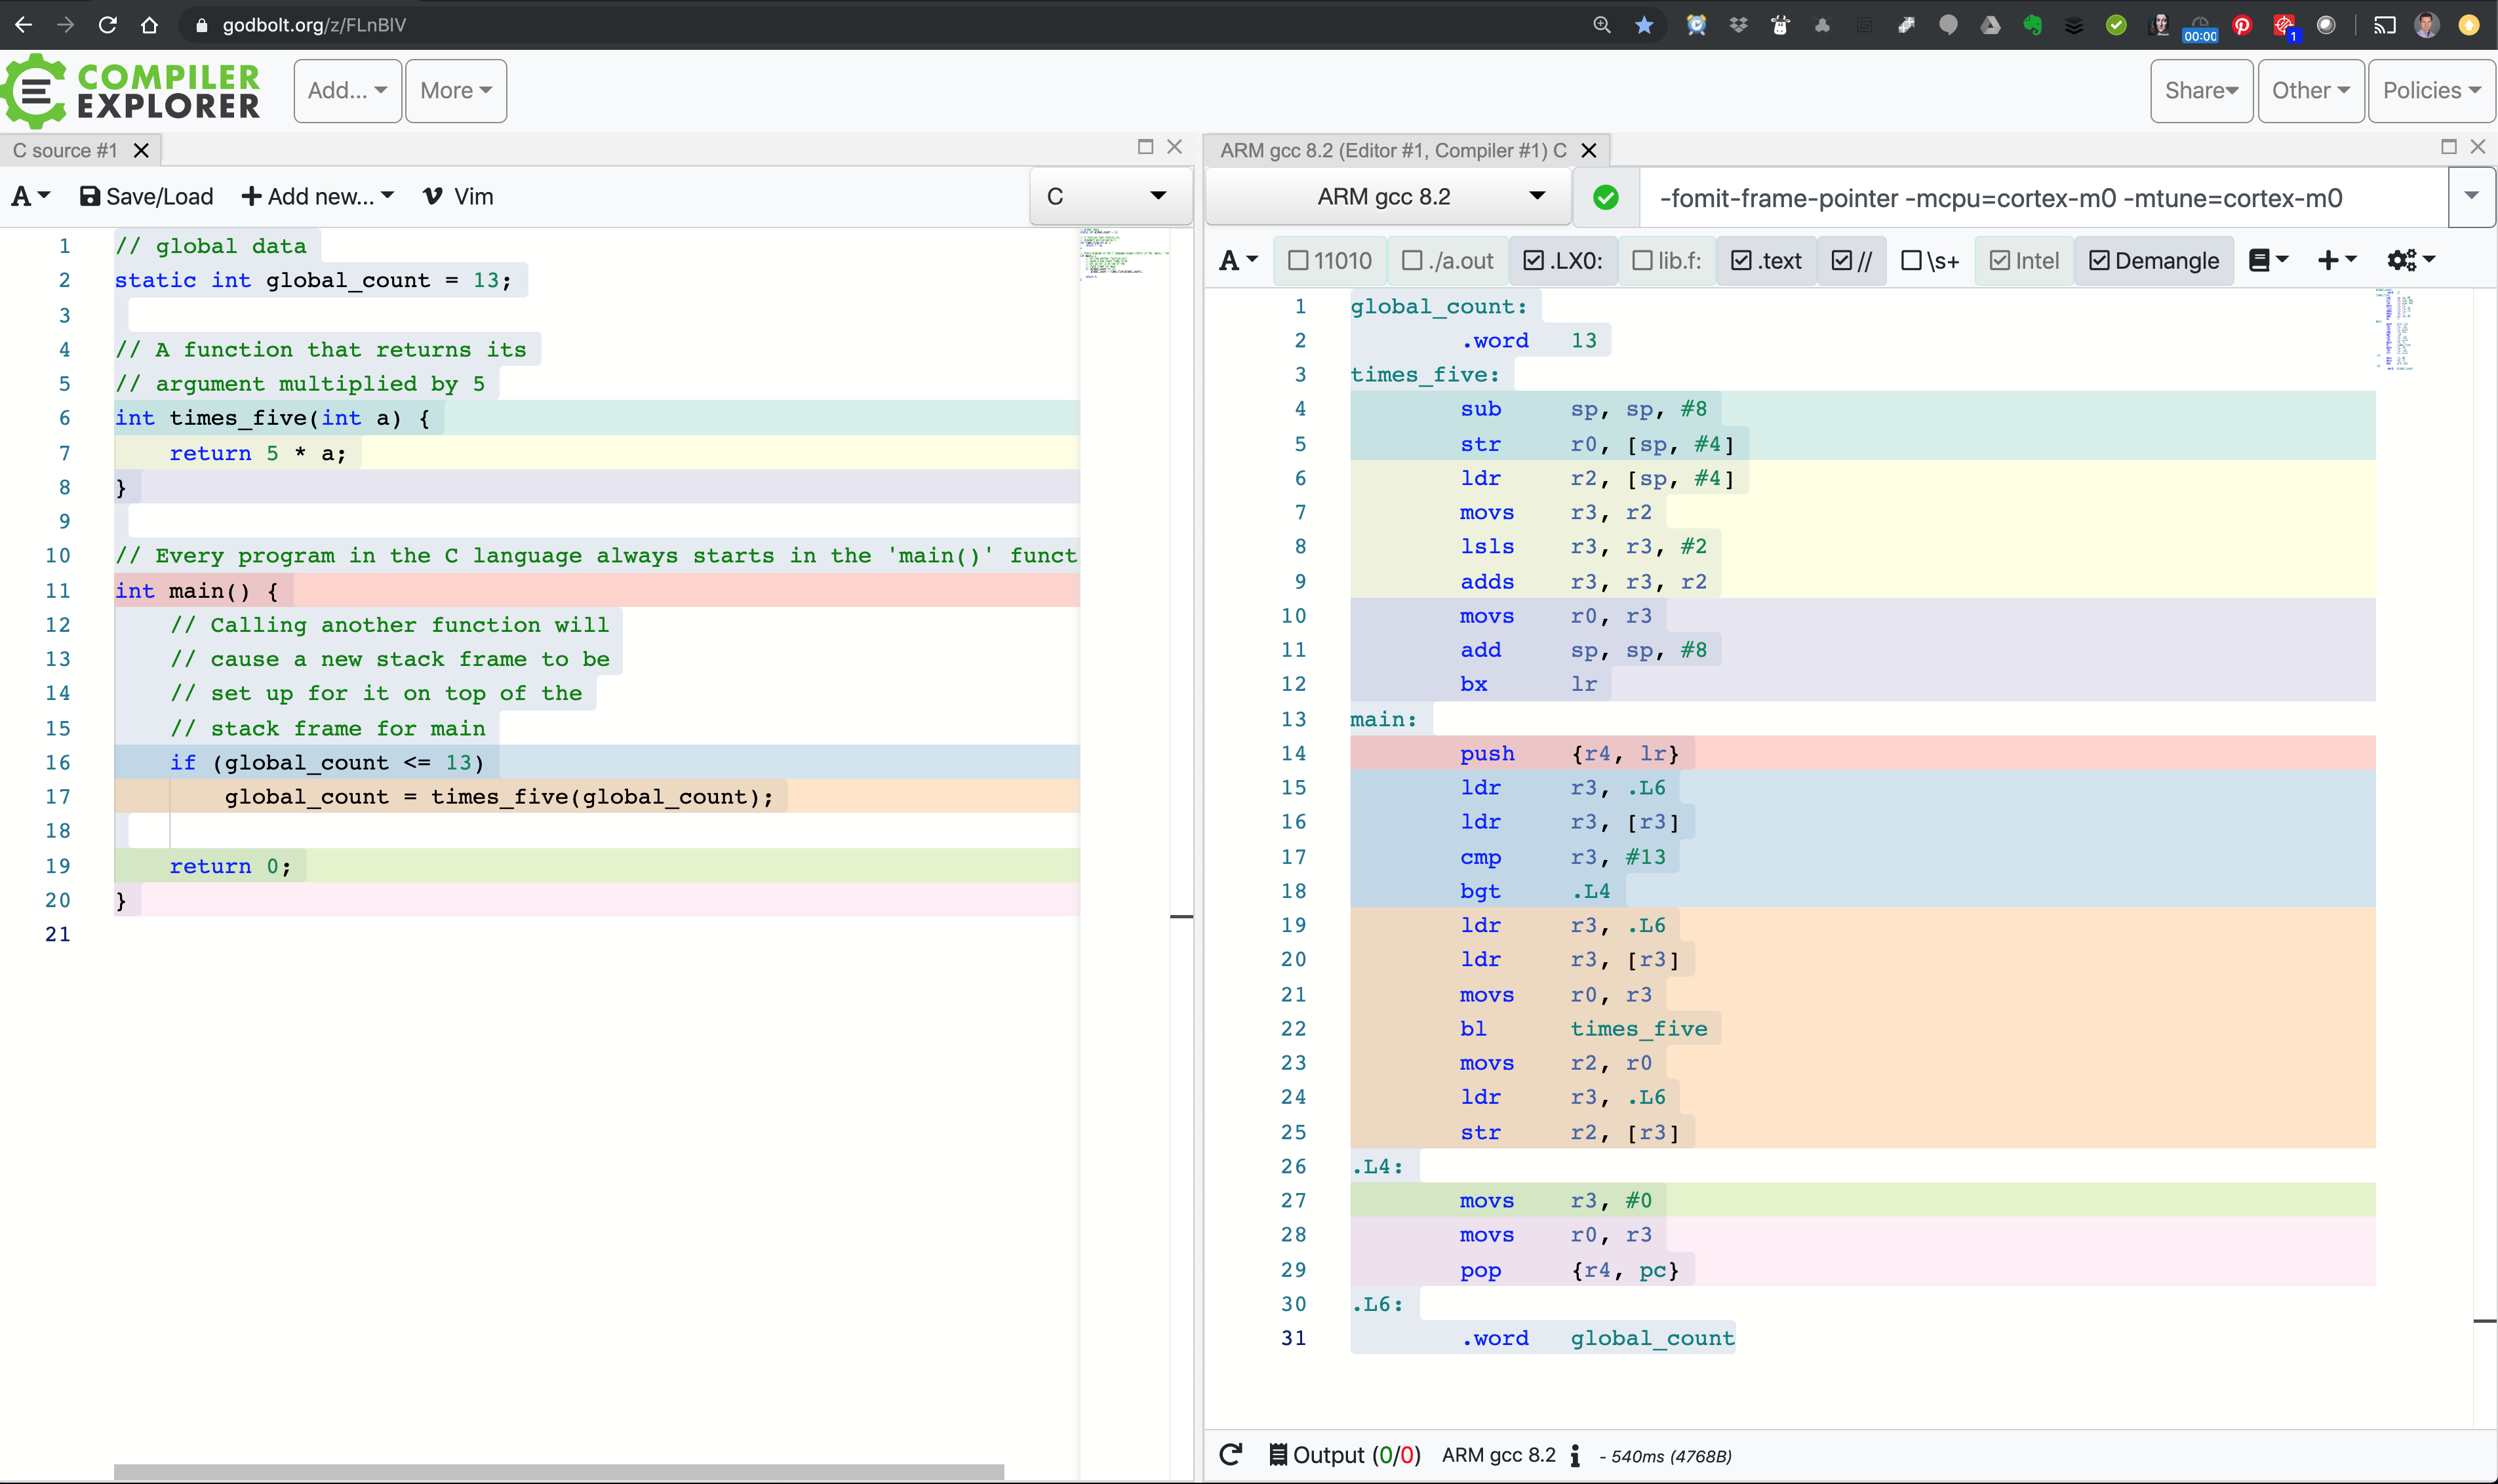 godbolt.org/z/FLnBlV
00:00
1
COMPILER
EXPLORER
Add...
More
Share
Other
Policies
C source #1
A
Save/Load
Add new...
Vim
C
1 // global data
2 static int global_count = 13;
3
4 // A function that returns its
5 // argument multiplied by 5
6 int times_five(int a) {
7     return 5 * a;
8 }
9
10 // Every program in the C language always starts in the 'main()' funct
11 int main() {
12     // Calling another function will
13     // cause a new stack frame to be
14     // set up for it on top of the
15     // stack frame for main
16     if (global_count <= 13)
17         global_count = times_five(global_count);
18
19     return 0;
20 }
21
ARM gcc 8.2 (Editor #1, Compiler #1) C
ARM gcc 8.2
-fomit-frame-pointer -mcpu=cortex-m0 -mtune=cortex-m0
A
11010
./a.out
.LX0:
lib.f:
.text
//
\s+
Intel
Demangle
1 global_count:
2         .word   13
3 times_five:
4         sub     sp, sp, #8
5         str     r0, [sp, #4]
6         ldr     r2, [sp, #4]
7         movs    r3, r2
8         lsls    r3, r3, #2
9         adds    r3, r3, r2
10         movs    r0, r3
11         add     sp, sp, #8
12         bx      lr
13 main:
14         push    {r4, lr}
15         ldr     r3, .L6
16         ldr     r3, [r3]
17         cmp     r3, #13
18         bgt     .L4
19         ldr     r3, .L6
20         ldr     r3, [r3]
21         movs    r0, r3
22         bl      times_five
23         movs    r2, r0
24         ldr     r3, .L6
25         str     r2, [r3]
26 .L4:
27         movs    r3, #0
28         movs    r0, r3
29         pop     {r4, pc}
30 .L6:
31         .word   global_count
Output (0/0) ARM gcc 8.2 i - 540ms (4768B)